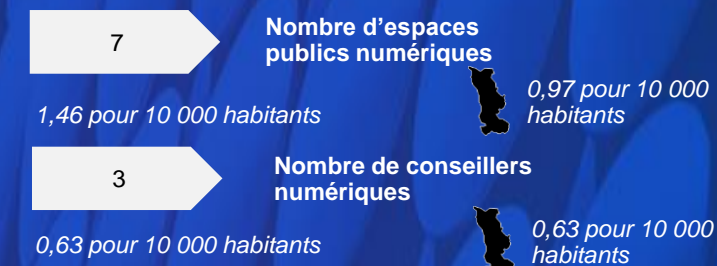 7
Nombre d'espaces
publics numériques
1,46 pour 10 000 habitants
0,97 pour 10 000
habitants
3
Nombre de conseillers
numériques
0,63 pour 10 000 habitants
0,63 pour 10 000
habitants